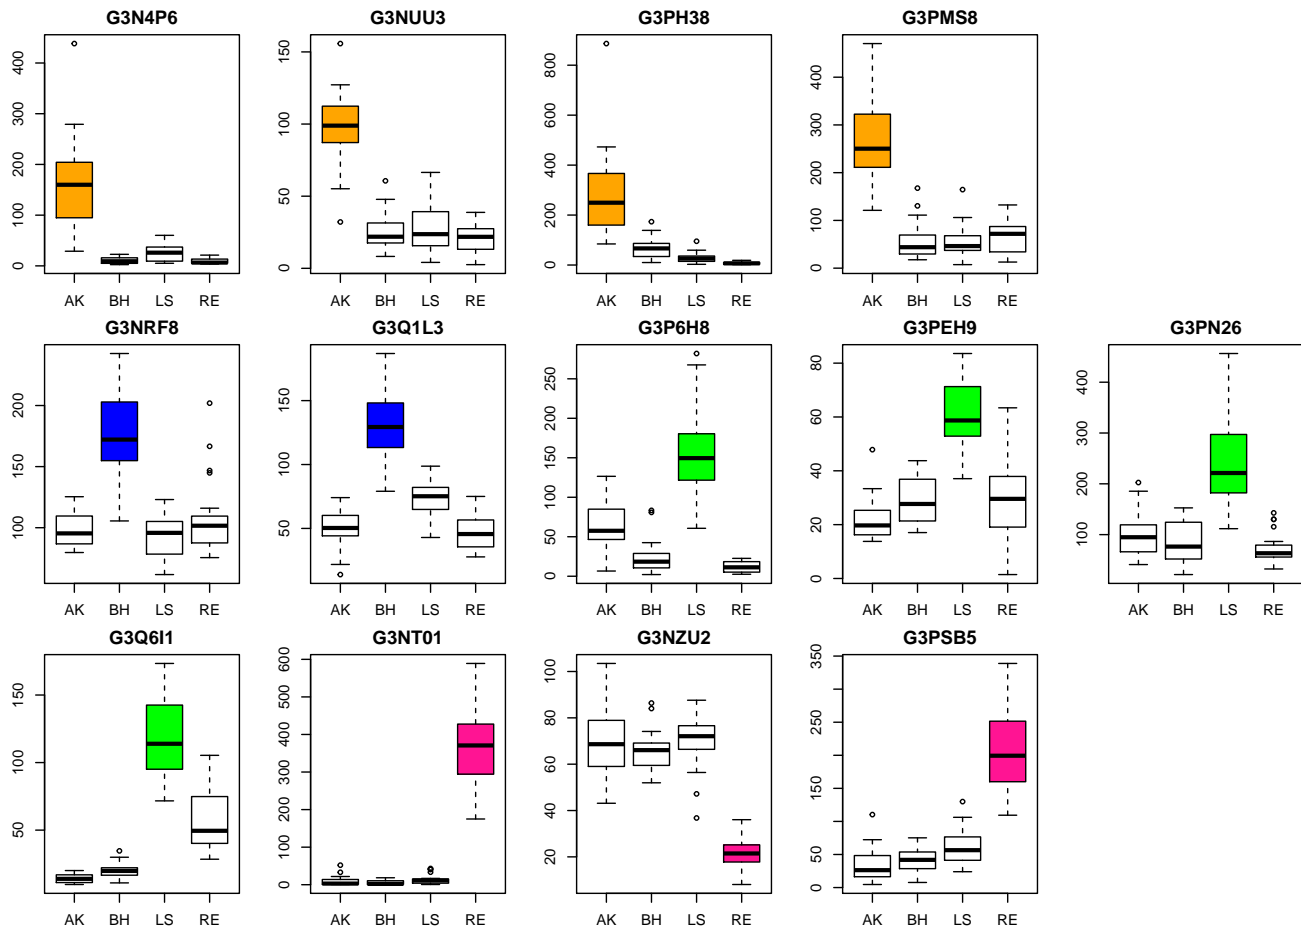 G3N4P6 G3NUU3 G3PH38 G3PMS8
0 100 200 300 400
0 50 100 150
0 200 400 600 800
0 100 200 300 400
AK BH LS RE AK BH LS RE AK BH LS RE AK BH LS RE
G3NRF8 G3Q1L3 G3P6H8 G3PEH9 G3PN26
100 150 200
50 100 150
0 50 100 150 200 250
0 20 40 60 80
100 200 300 400
AK BH LS RE AK BH LS RE AK BH LS RE AK BH LS RE AK BH LS RE
G3Q6I1 G3NT01 G3NZU2 G3PSB5
50 100 150
0 100 200 300 400 500 600
20 40 60 80 100
0 50 150 250 350
AK BH LS RE AK BH LS RE AK BH LS RE AK BH LS RE